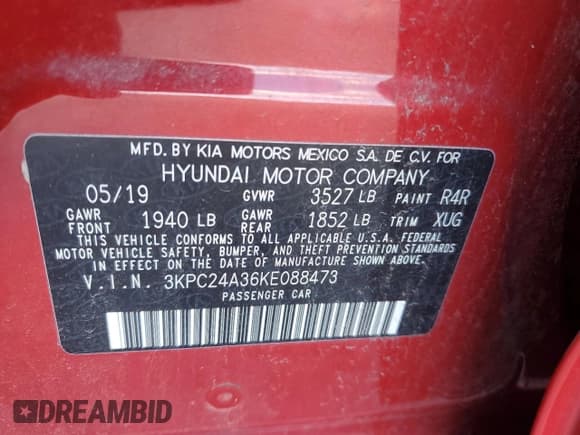 MFD. BY KIA MOTORS MEXICO S.A. DE C.V. FOR
HYUNDAI MOTOR COMPANY
05/19 GVWR 3527 LB PAINT R4R
GAWR FRONT 1940 LB GAWR REAR 1852 LB TRIM XUG
THIS VEHICLE CONFORMS TO ALL APPLICABLE U.S.A. FEDERAL
MOTOR VEHICLE SAFETY, BUMPER, AND THEFT PREVENTION STANDARDS
IN EFFECT ON THE DATE OF MANUFACTURE SHOWN ABOVE.
V.I.N. 3KPC24A36KE088473
PASSENGER CAR
DREAMBID